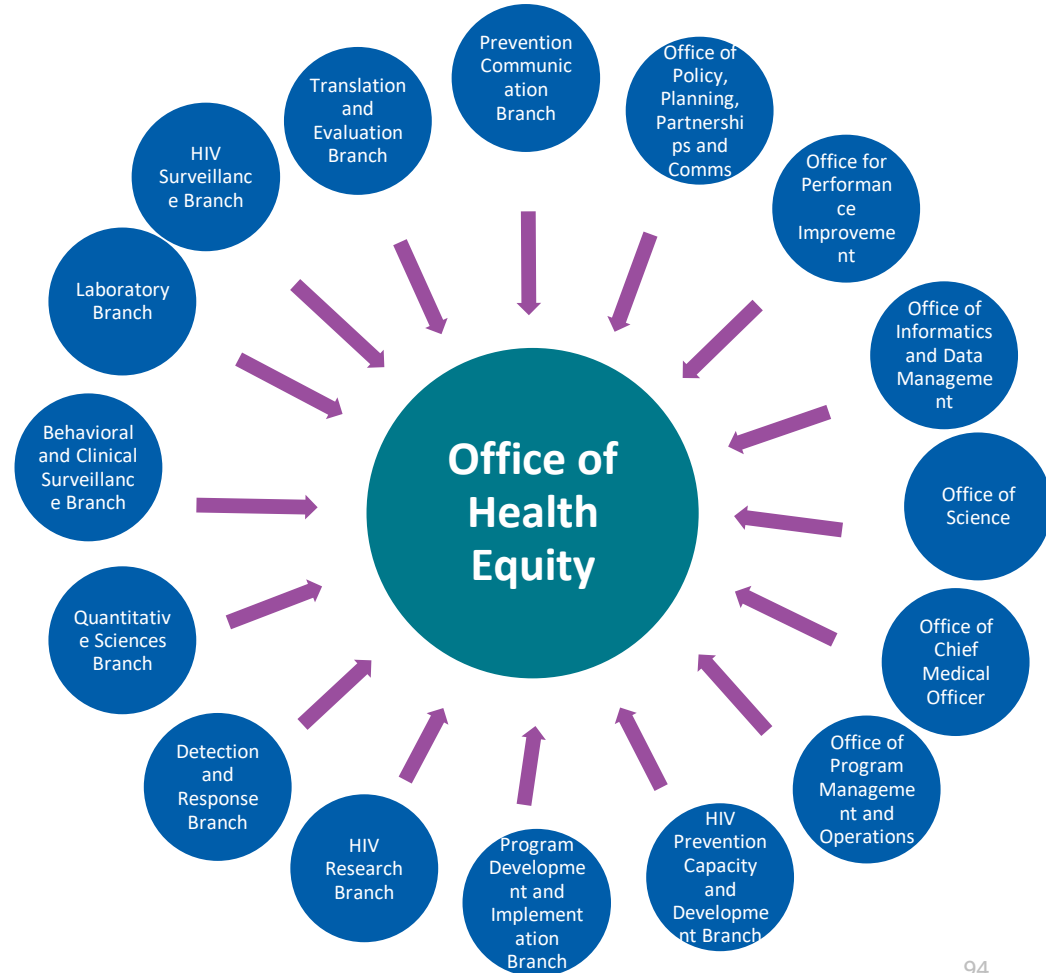 Prevention
Communic
ation
Branch
Office of
Policy,
Planning,
Partnershi
ps and
Comms
Office for
Performan
ce
Improveme
nt
Office of
Informatics
and Data
Manageme
nt
Office of
Science
Office of
Chief
Medical
Officer
Office of
Program
Manageme
nt and
Operations
HIV
Prevention
Capacity
and
Developme
nt Branch
Program
Developme
nt and
Implement
ation
Branch
HIV
Research
Branch
Detection
and
Response
Branch
Quantitativ
e Sciences
Branch
Behavioral
and Clinical
Surveillanc
e Branch
Laboratory
Branch
HIV
Surveillanc
e Branch
Translation
and
Evaluation
Branch
Office of
Health
Equity
94